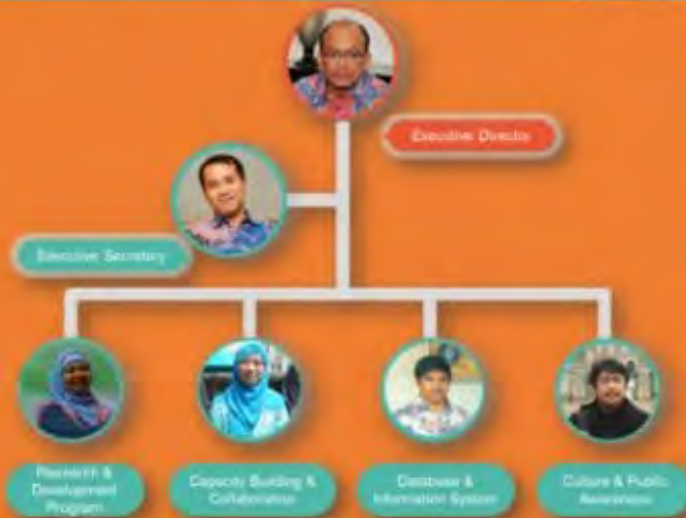 Executive Director
Executive Secretary
Research &
Development
Program
Capacity Building &
Collaboration
Database &
Information System
Culture & Public
Awareness